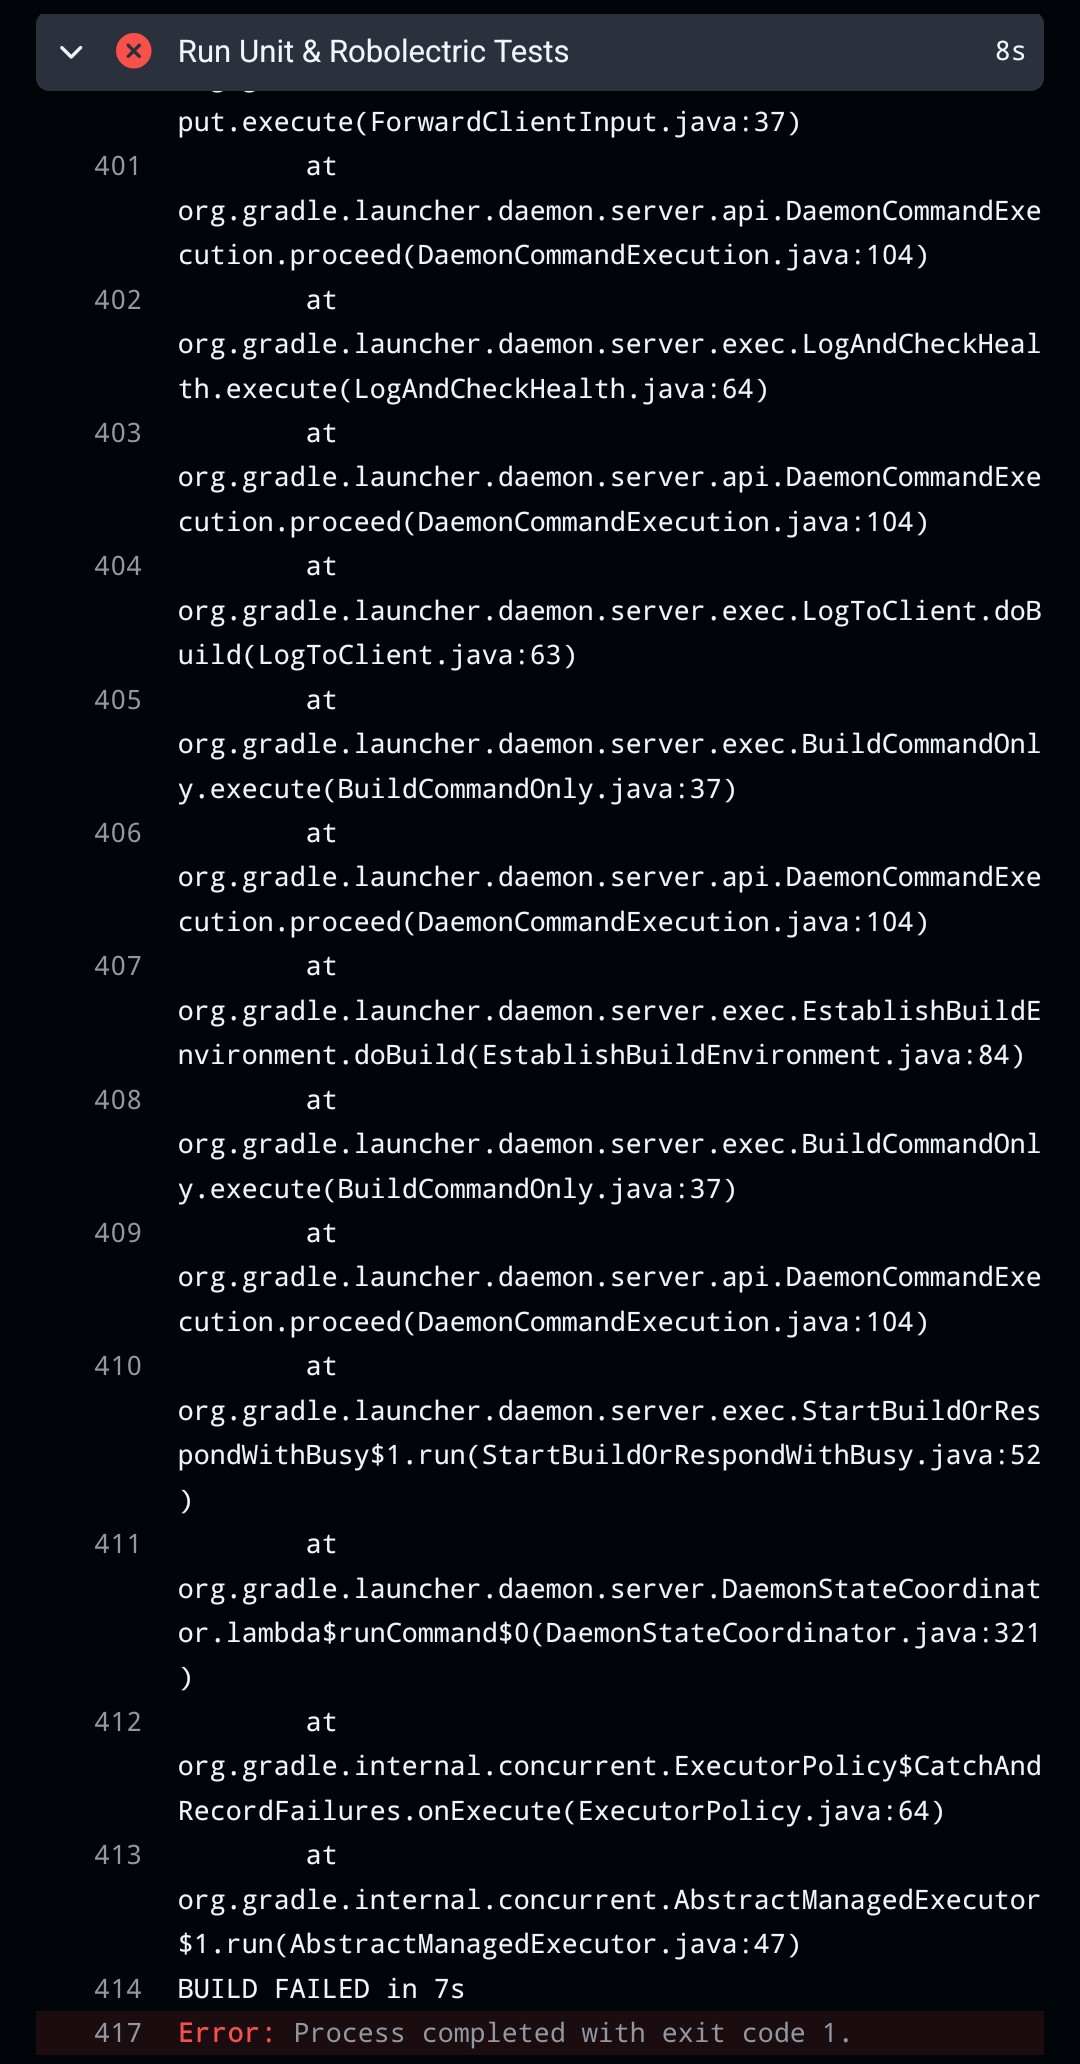 Run Unit & Robolectric Tests 8s
put.execute(ForwardClientInput.java:37)
401 at
org.gradle.launcher.daemon.server.api.DaemonCommandExe
cution.proceed(DaemonCommandExecution.java:104)
402 at
org.gradle.launcher.daemon.server.exec.LogAndCheckHeal
th.execute(LogAndCheckHealth.java:64)
403 at
org.gradle.launcher.daemon.server.api.DaemonCommandExe
cution.proceed(DaemonCommandExecution.java:104)
404 at
org.gradle.launcher.daemon.server.exec.LogToClient.doB
uild(LogToClient.java:63)
405 at
org.gradle.launcher.daemon.server.exec.BuildCommandOnl
y.execute(BuildCommandOnly.java:37)
406 at
org.gradle.launcher.daemon.server.api.DaemonCommandExe
cution.proceed(DaemonCommandExecution.java:104)
407 at
org.gradle.launcher.daemon.server.exec.EstablishBuildE
nvironment.doBuild(EstablishBuildEnvironment.java:84)
408 at
org.gradle.launcher.daemon.server.exec.BuildCommandOnl
y.execute(BuildCommandOnly.java:37)
409 at
org.gradle.launcher.daemon.server.api.DaemonCommandExe
cution.proceed(DaemonCommandExecution.java:104)
410 at
org.gradle.launcher.daemon.server.exec.StartBuildOrRes
pondWithBusy$1.run(StartBuildOrRespondWithBusy.java:52
)
411 at
org.gradle.launcher.daemon.server.DaemonStateCoordinat
or.lambda$runCommand$0(DaemonStateCoordinator.java:321
)
412 at
org.gradle.internal.concurrent.ExecutorPolicy$CatchAnd
RecordFailures.onExecute(ExecutorPolicy.java:64)
413 at
org.gradle.internal.concurrent.AbstractManagedExecutor
$1.run(AbstractManagedExecutor.java:47)
414 BUILD FAILED in 7s
417 Error: Process completed with exit code 1.